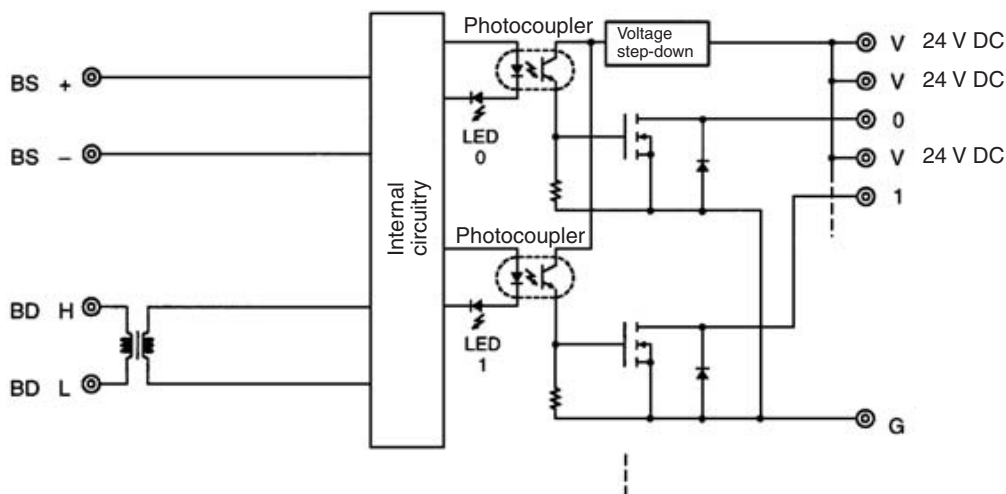 Photocoupler
Voltage
step-down
V 24 V DC
BS +
V 24 V DC
LED
0
0
BS –
V 24 V DC
Internal
circuitry
1
Photocoupler
BD H
LED
1
BD L
G